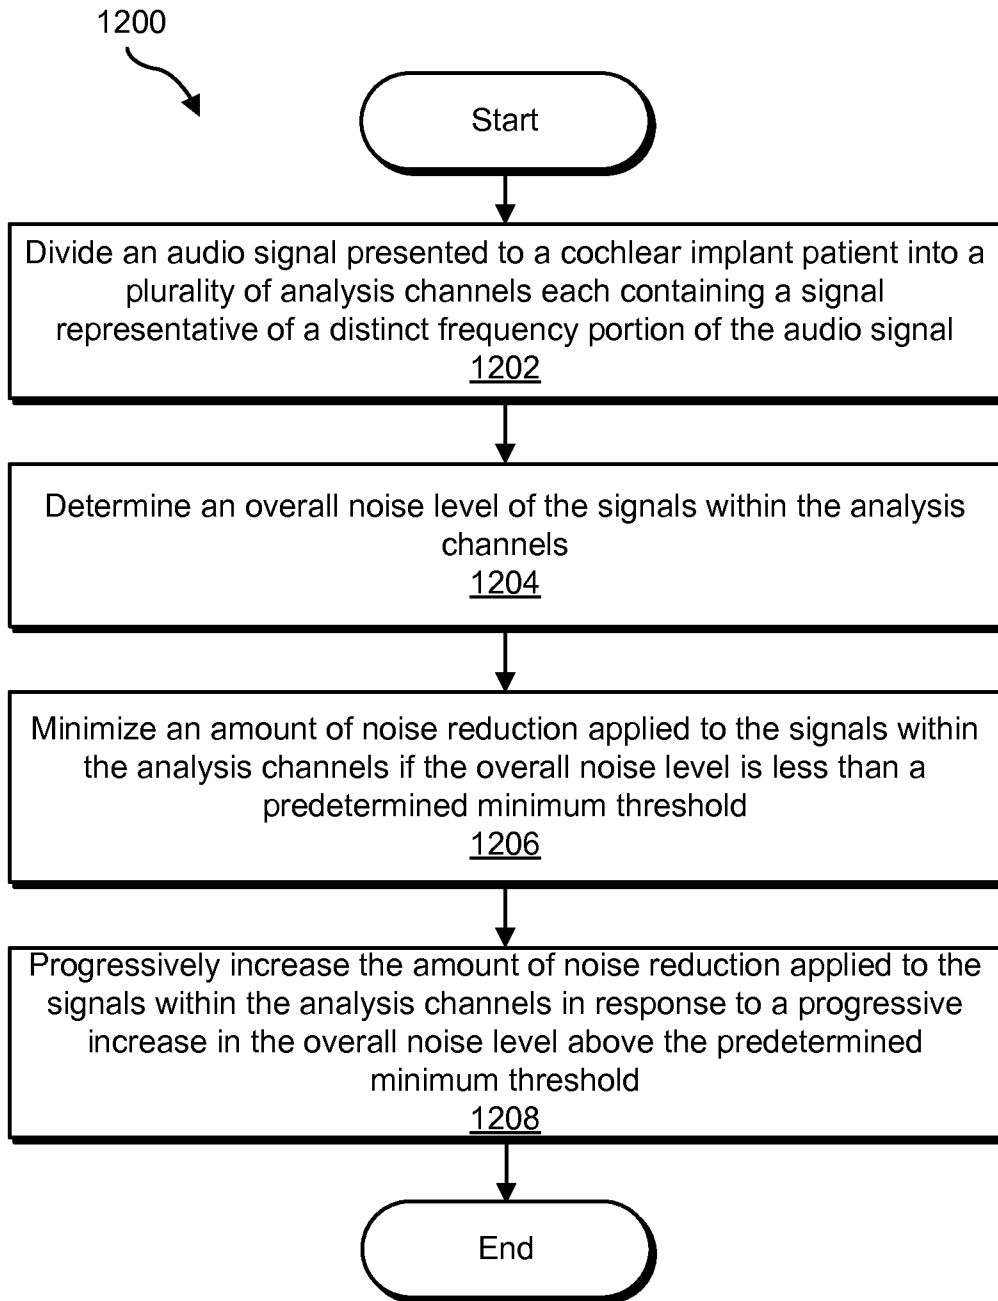 1200
Start
Divide an audio signal presented to a cochlear implant patient into a
plurality of analysis channels each containing a signal
representative of a distinct frequency portion of the audio signal
1202
Determine an overall noise level of the signals within the analysis
channels
1204
Minimize an amount of noise reduction applied to the signals within
the analysis channels if the overall noise level is less than a
predetermined minimum threshold
1206
Progressively increase the amount of noise reduction applied to the
signals within the analysis channels in response to a progressive
increase in the overall noise level above the predetermined
minimum threshold
1208
End